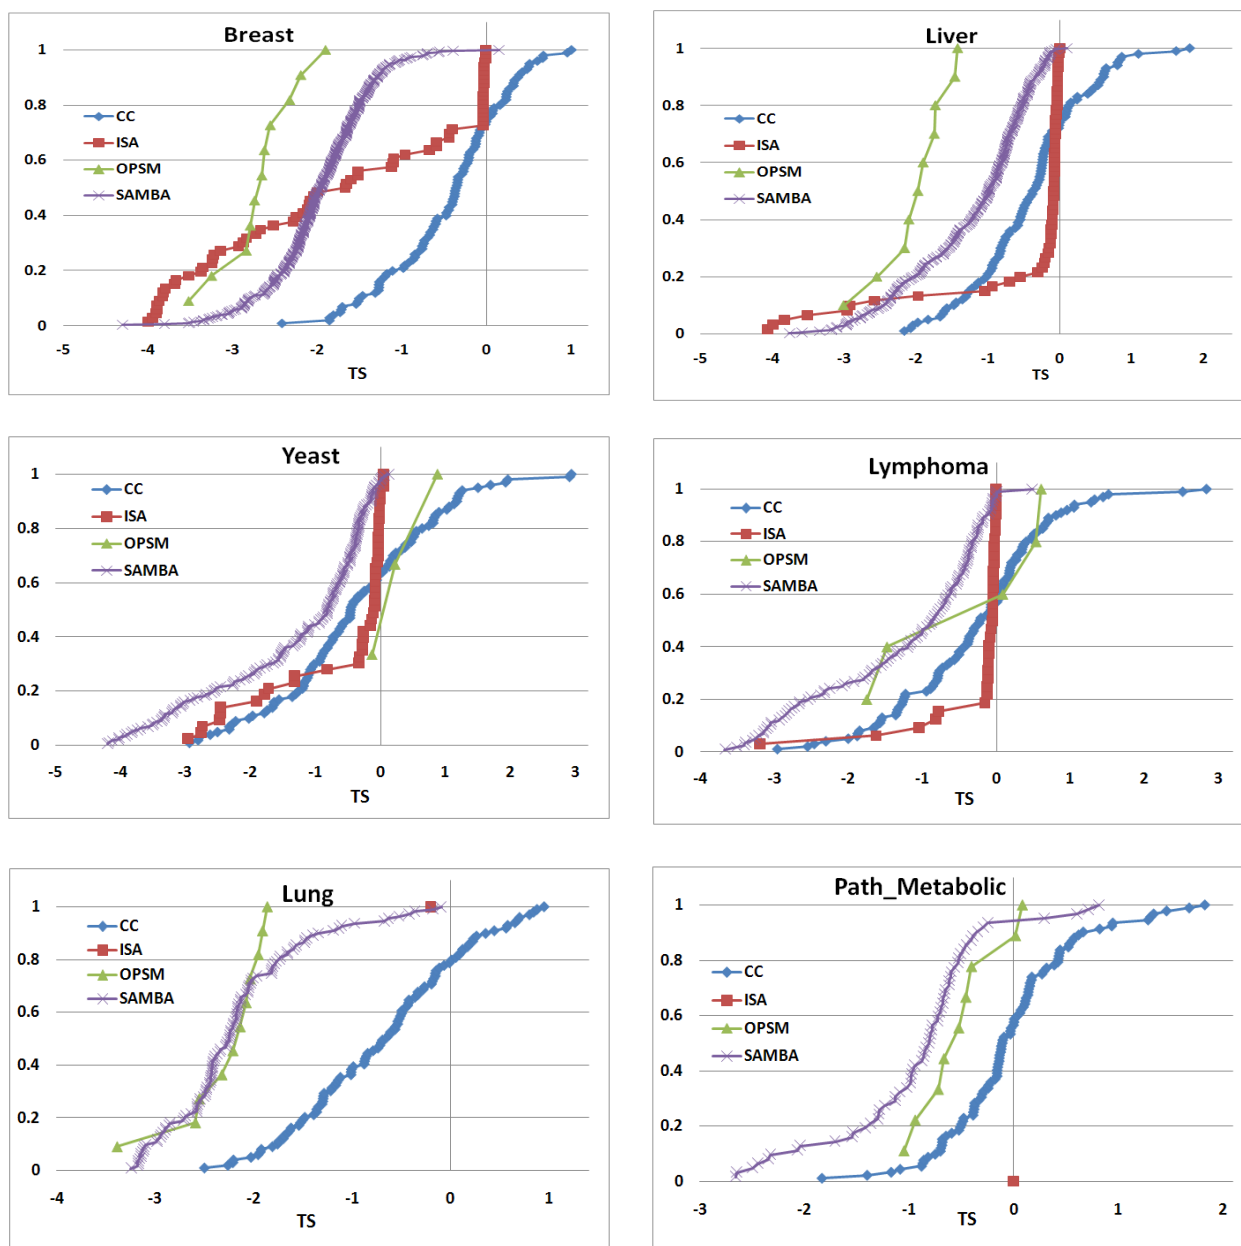 Breast
1
0.8
0.6
0.4
0.2
0
CC
ISA
OPSM
SAMBA
-5 -4 -3 -2 -1 0 1
TS
Liver
1
0.8
0.6
0.4
0.2
0
CC
ISA
OPSM
SAMBA
-5 -4 -3 -2 -1 0 1 2
TS
Yeast
1
0.8
0.6
0.4
0.2
0
CC
ISA
OPSM
SAMBA
-5 -4 -3 -2 -1 0 1 2 3
TS
Lymphoma
1
0.8
0.6
0.4
0.2
0
CC
ISA
OPSM
SAMBA
-4 -3 -2 -1 0 1 2 3
TS
Lung
1
0.8
0.6
0.4
0.2
0
CC
ISA
OPSM
SAMBA
-4 -3 -2 -1 0 1
TS
Path_Metabolic
1
0.8
0.6
0.4
0.2
0
CC
ISA
OPSM
SAMBA
-3 -2 -1 0 1 2
TS